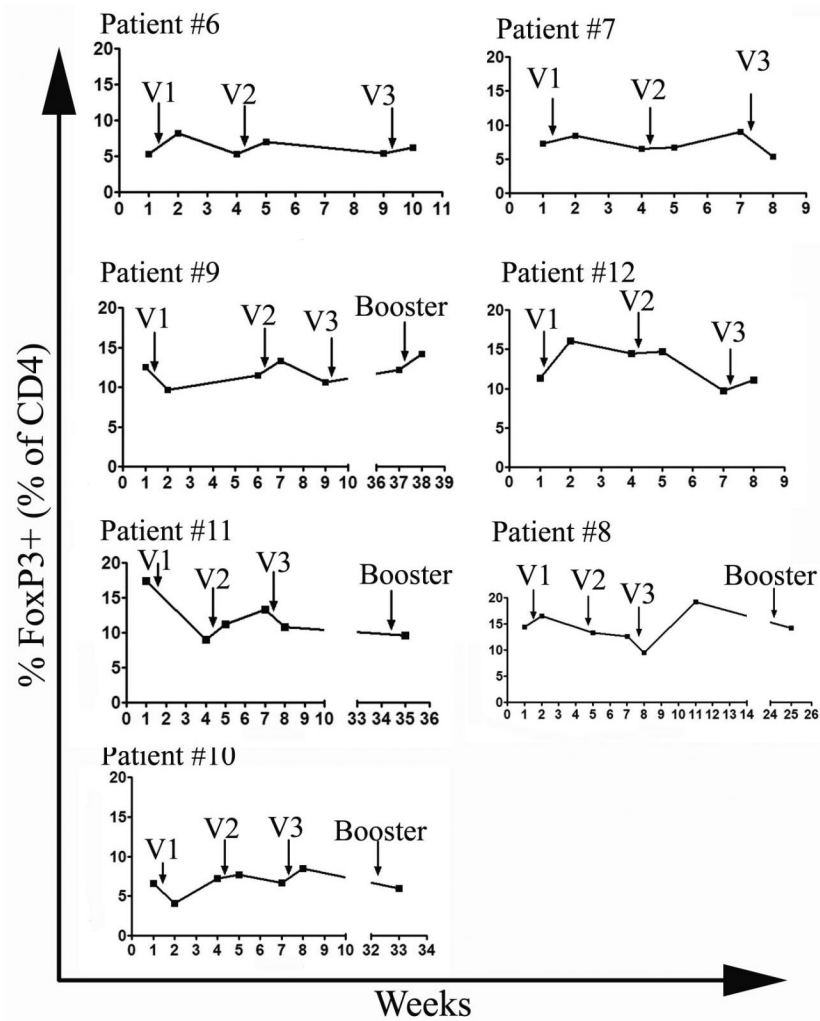 % FoxP3+ (% of CD4)
Patient #6
V1 V2 V3
20
15
10
5
0
0 1 2 3 4 5 6 7 8 9 10 11
Patient #7
V1 V2 V3
20
15
10
5
0
0 1 2 3 4 5 6 7 8 9
Patient #9
V1 V2 V3 Booster
20
15
10
5
0
0 1 2 3 4 5 6 7 8 9 10 36 37 38 39
Patient #12
V1 V2 V3
20
15
10
5
0
0 1 2 3 4 5 6 7 8 9
Patient #11
V1 V2 V3 Booster
20
15
10
5
0
0 1 2 3 4 5 6 7 8 9 10 33 34 35 36
Patient #8
V1 V2 V3 Booster
20
15
10
5
0
0 1 2 3 4 5 6 7 8 9 10 11 12 13 14 24 25 26
Patient #10
V1 V2 V3 Booster
20
15
10
5
0
0 1 2 3 4 5 6 7 8 9 10 32 33 34
Weeks